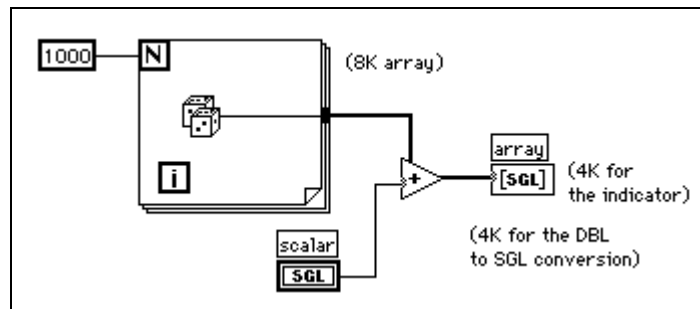 1000
N
(8K array)
i
+
array
[SGL]
(4K for
the indicator)
scalar
SGL
(4K for the DBL
to SGL conversion)